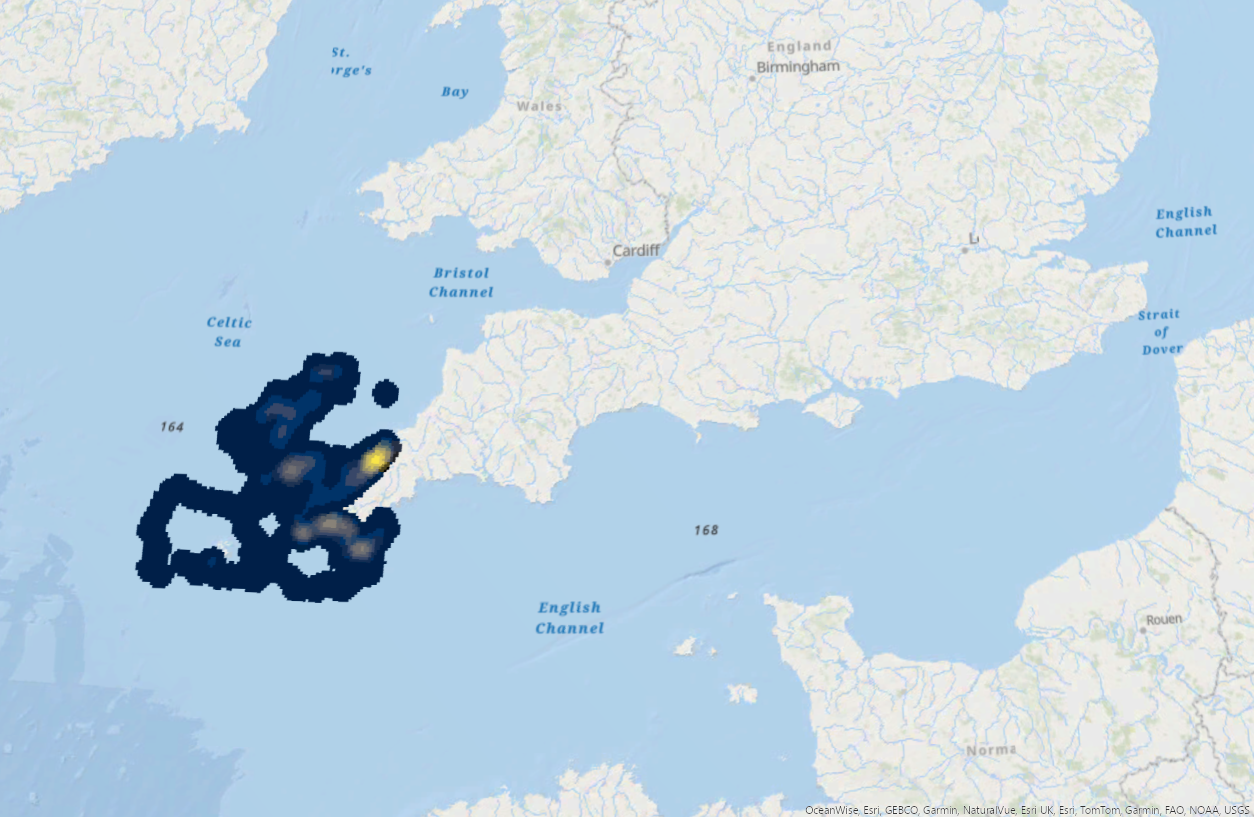 St.
rge's
Bay
Wales
England
Birmingham
English
Channel
Cardiff
Bristol
Channel
Celtic
Sea
Strait
of
Dover
164
168
English
Channel
Rouen
Norma
OceanWise, Esri, GEBCO, Garmin, NaturalVue, Esri UK, Esri, TomTom, Garmin, FAO, NOAA, USGS